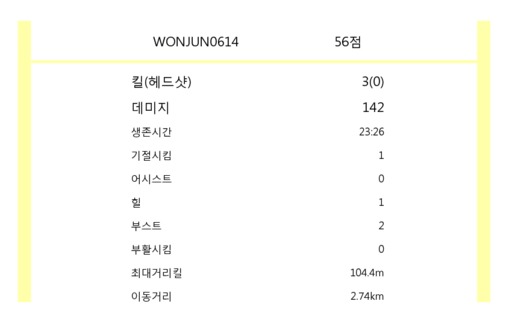 WONJUN0614 56점
킬(헤드샷) 3(0)
데미지 142
생존시간 23:26
기절시킴 1
어시스트 0
힐 1
부스트 2
부활시킴 0
최대거리킬 104.4m
이동거리 2.74km